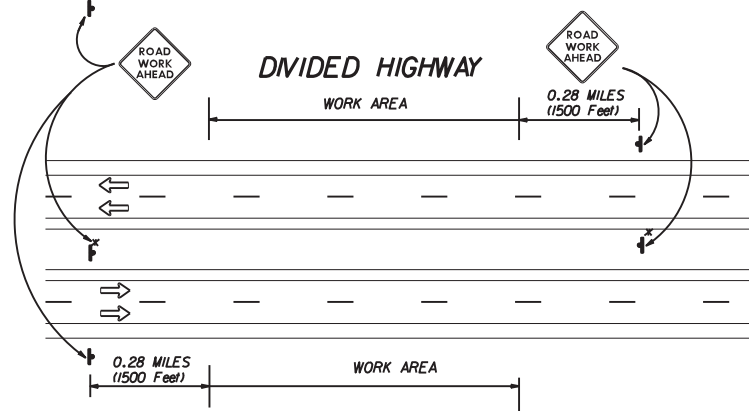 ROAD
WORK
AHEAD
DIVIDED HIGHWAY
ROAD
WORK
AHEAD
WORK AREA
0.28 MILES
(1500 Feet)
x
x
0.28 MILES
(1500 Feet)
WORK AREA